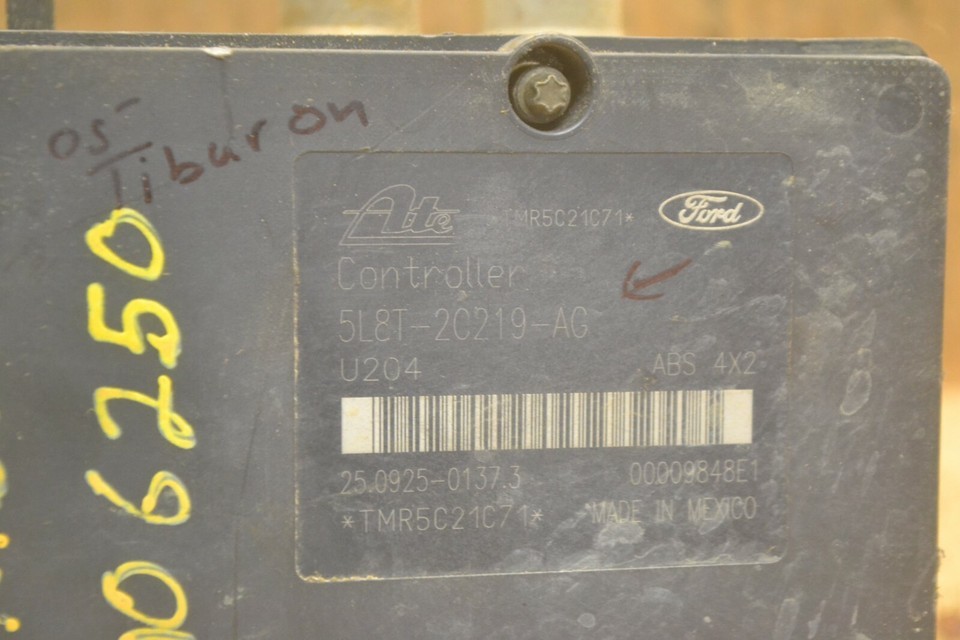 05
Tiburon
Ate TMR5C21C71* Ford
Controller
5L8T-2C219-AG
U204 ABS 4X2
25.0925-0137.3 00009848E1
*TMR5C21C71* MADE IN MEXICO
006250